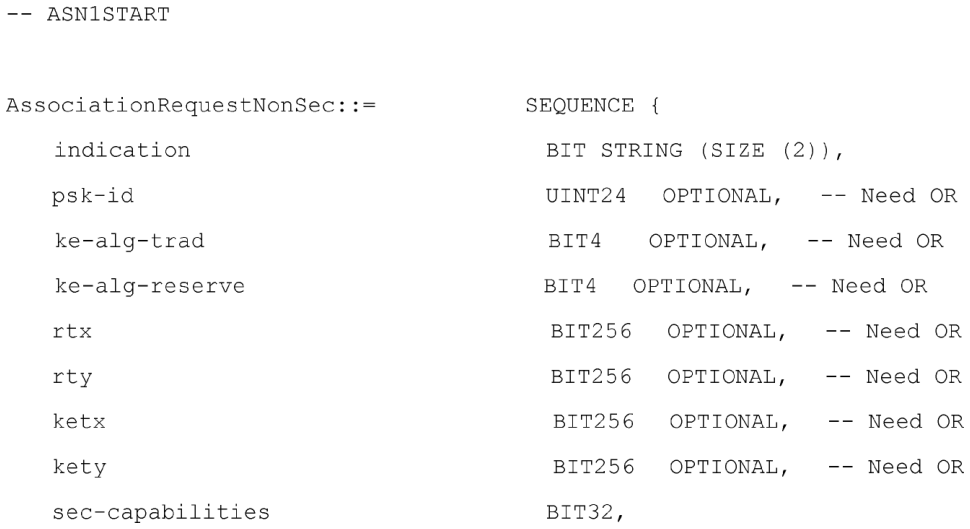 -- ASN1START
AssociationRequestNonSec::= SEQUENCE {
indication BIT STRING (SIZE (2)),
psk-id UINT24 OPTIONAL, -- Need OR
ke-alg-trad BIT4 OPTIONAL, -- Need OR
ke-alg-reserve BIT4 OPTIONAL, -- Need OR
rtx BIT256 OPTIONAL, -- Need OR
rty BIT256 OPTIONAL, -- Need OR
ketx BIT256 OPTIONAL, -- Need OR
kety BIT256 OPTIONAL, -- Need OR
sec-capabilities BIT32,